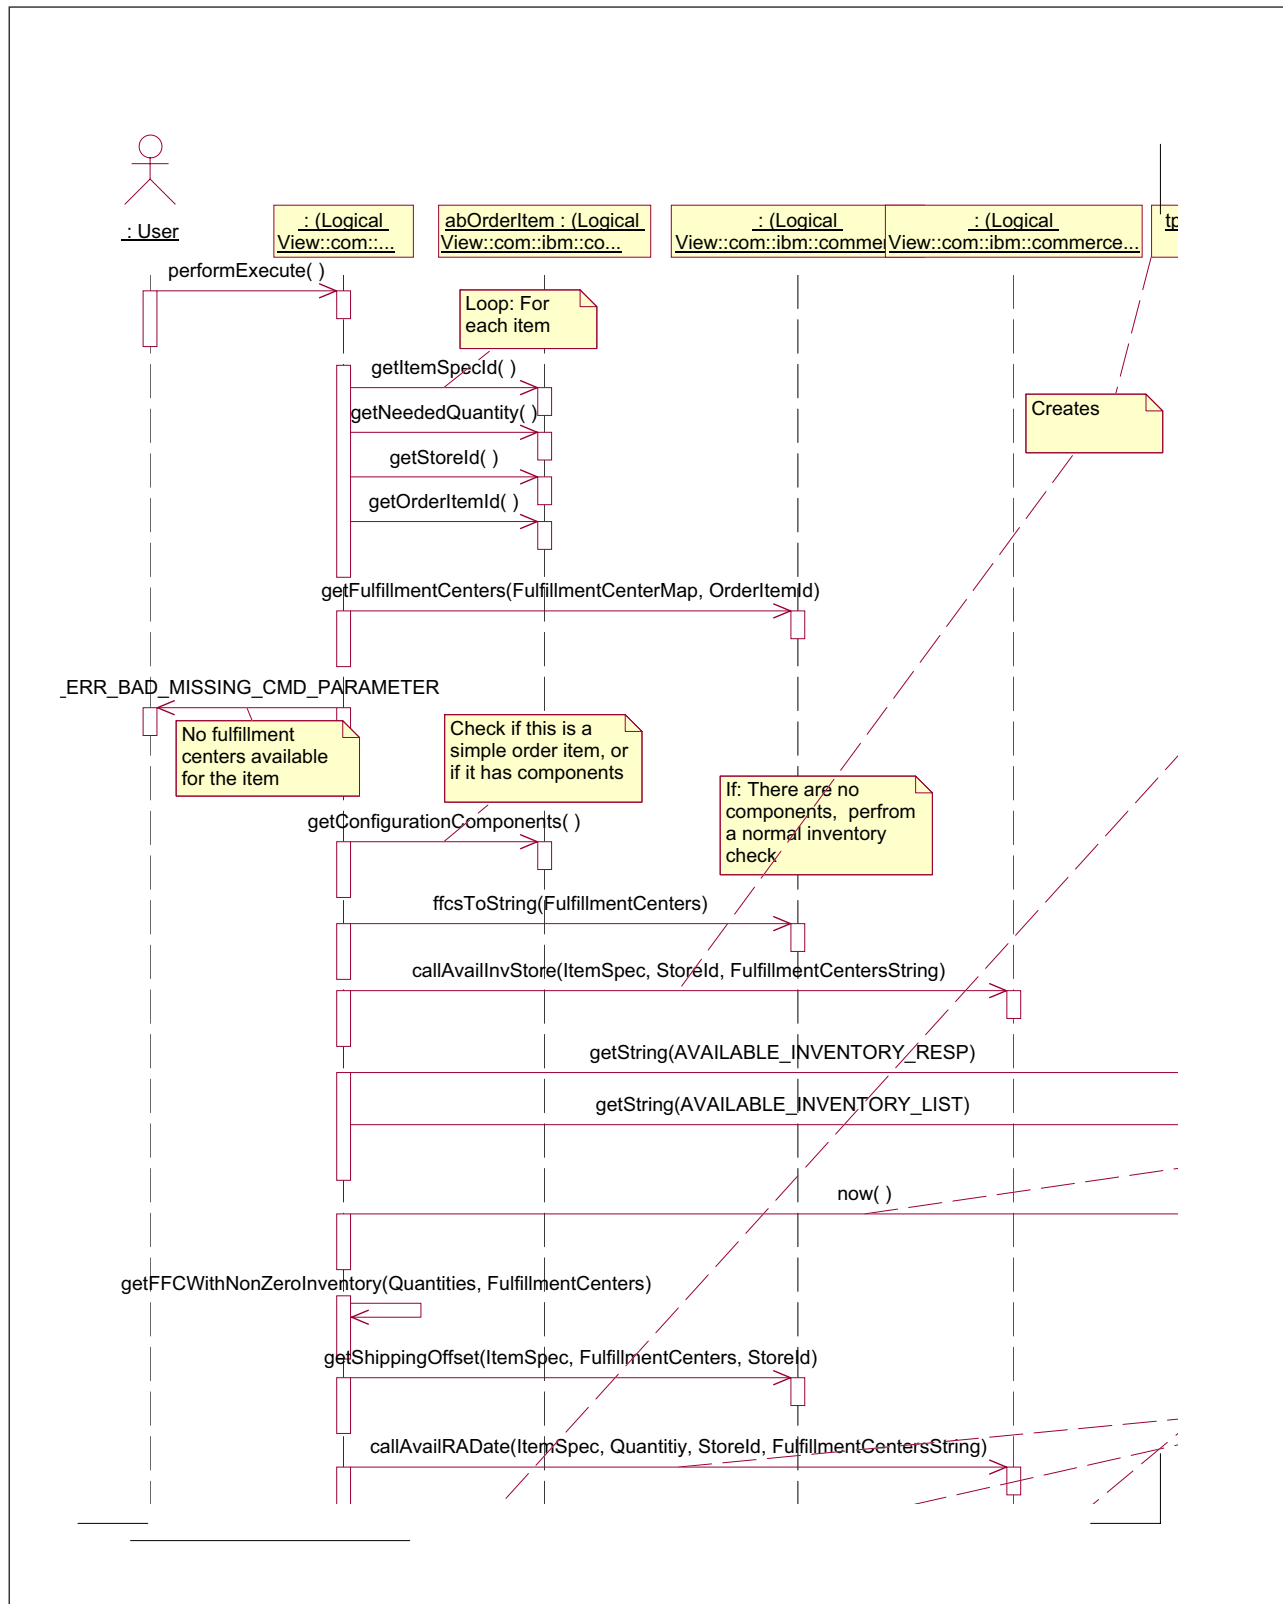 : User
: (Logical
View::com::...
abOrderItem : (Logical
View::com::ibm::co...
: (Logical
View::com::ibm::commer
: (Logical
View::com::ibm::commerce...
tp
performExecute( )
Loop: For
each item
getItemSpecId( )
Creates
getNeededQuantity( )
getStoreId( )
getOrderItemId( )
getFulfillmentCenters(FulfillmentCenterMap, OrderItemId)
_ERR_BAD_MISSING_CMD_PARAMETER
No fulfillment
centers available
for the item
Check if this is a
simple order item, or
if it has components
If: There are no
components,  perfrom
a normal inventory
check
getConfigurationComponents( )
ffcsToString(FulfillmentCenters)
callAvailInvStore(ItemSpec, StoreId, FulfillmentCentersString)
getString(AVAILABLE_INVENTORY_RESP)
getString(AVAILABLE_INVENTORY_LIST)
now( )
getFFCWithNonZeroInventory(Quantities, FulfillmentCenters)
getShippingOffset(ItemSpec, FulfillmentCenters, StoreId)
callAvailRADate(ItemSpec, Quantitiy, StoreId, FulfillmentCentersString)